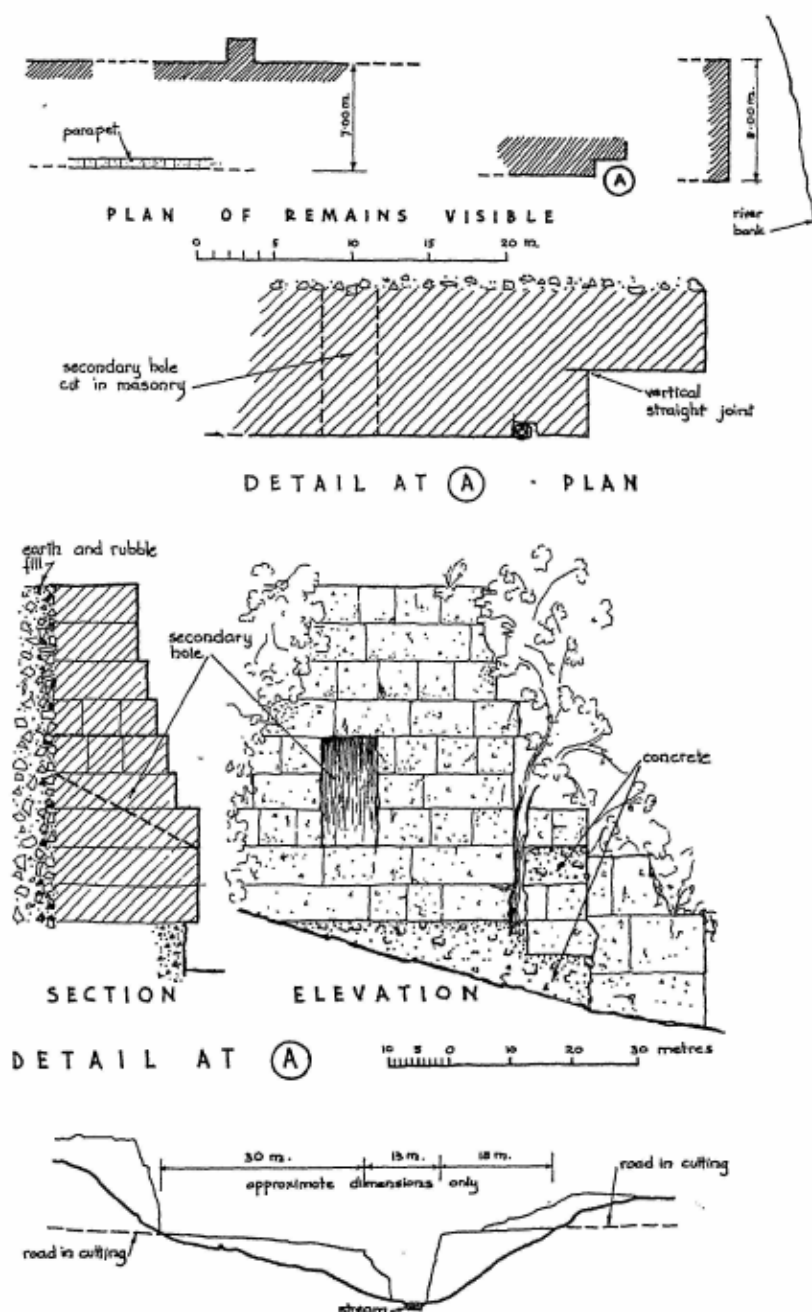 parapet
7.00 m.
8.00 m.
A
river
bank
PLAN OF REMAINS VISIBLE
0 5 10 15 20 m.
secondary hole
cut in masonry
vertical
straight joint
DETAIL AT A · PLAN
earth and rubble
fill
secondary
hole
concrete
SECTION
ELEVATION
DETAIL AT A
10 5 0 10 20 30 metres
30 m.
13 m.
18 m.
approximate dimensions only
road in cutting
road in cutting
stream